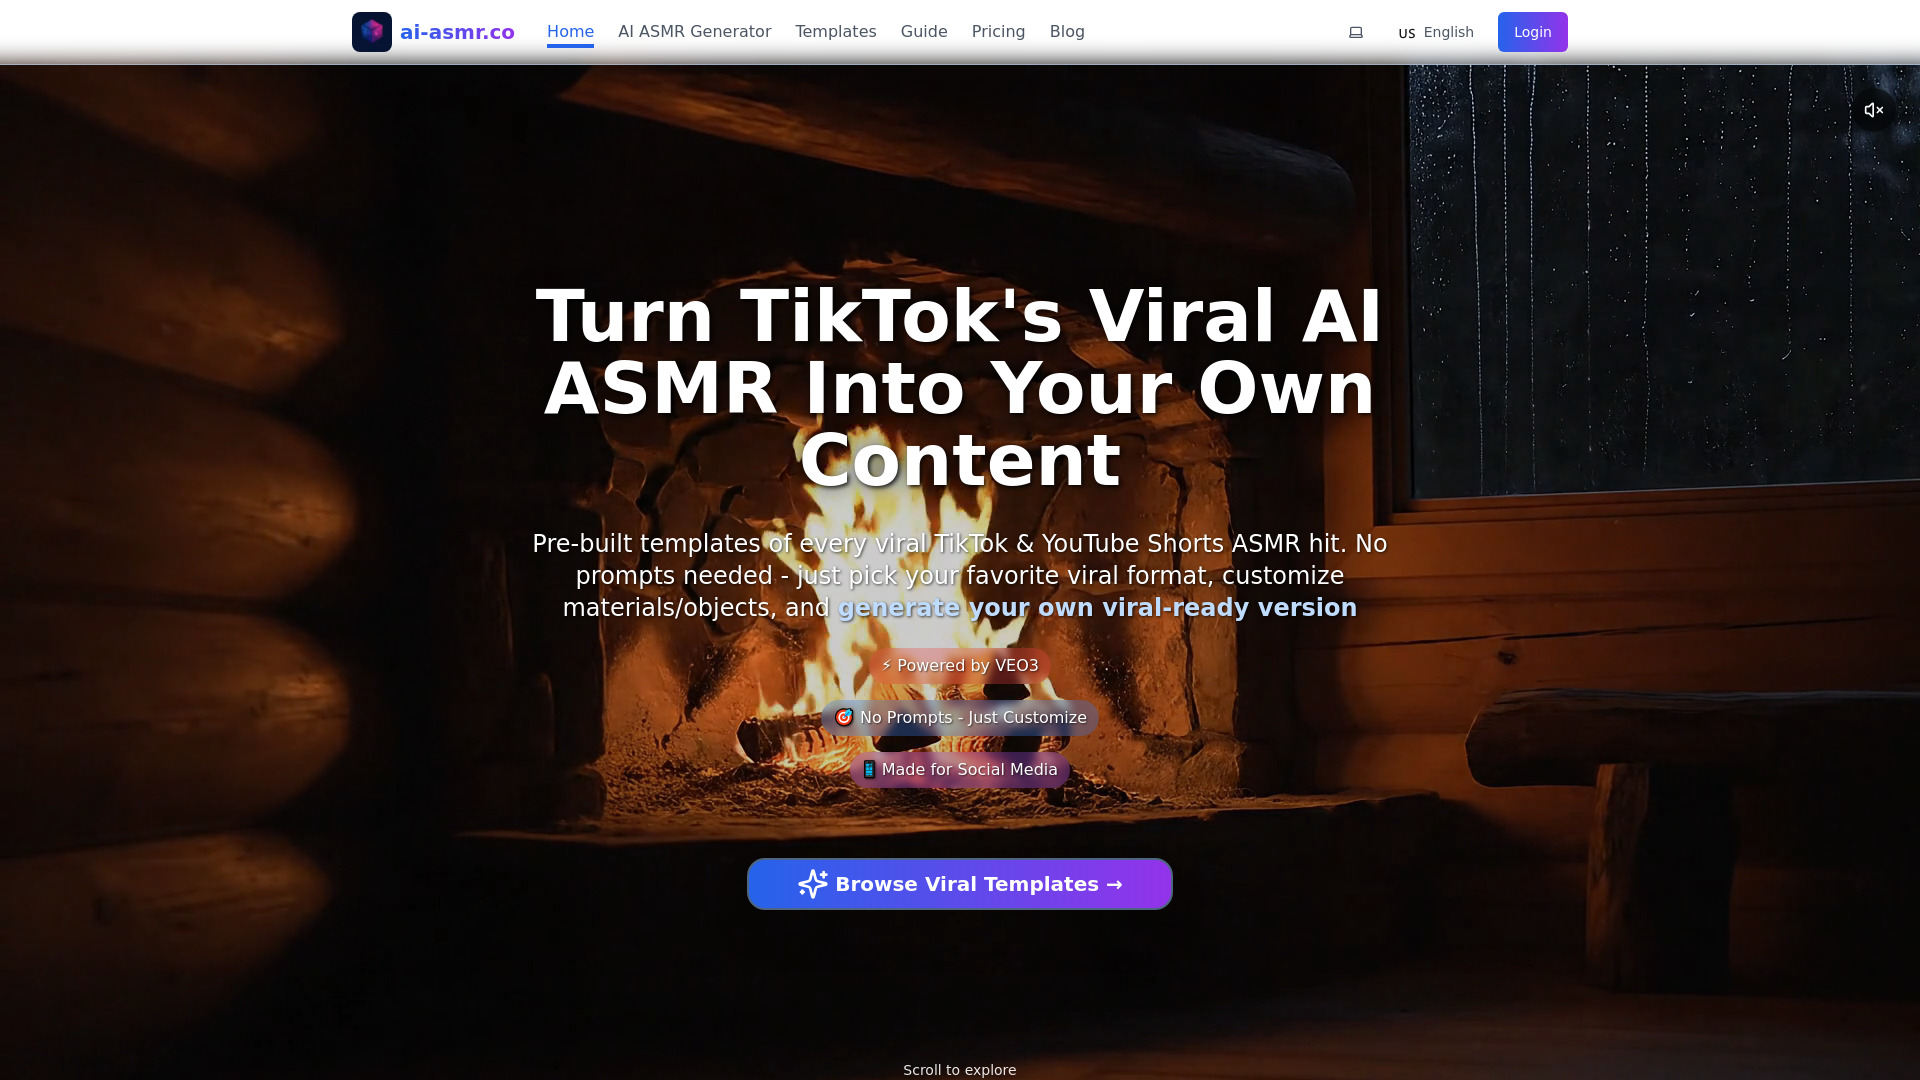 ai-asmr.co
Home
AI ASMR Generator
Templates
Guide
Pricing
Blog
US English
Login
Turn TikTok's Viral AI
ASMR Into Your Own
Content
Pre-built templates of every viral TikTok & YouTube Shorts ASMR hit. No
prompts needed - just pick your favorite viral format, customize
materials/objects, and generate your own viral-ready version
⚡ Powered by VEO3
🎯 No Prompts - Just Customize
📱 Made for Social Media
Browse Viral Templates →
Scroll to explore